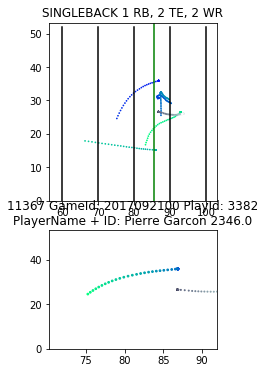 SINGLEBACK 1 RB, 2 TE, 2 WR
50
40
30
20
10
0
60 70 80 90 100
11367 GameId: 2017092100 PlayId: 3382
PlayerName + ID: Pierre Garcon 2346.0
40
20
0
75 80 85 90